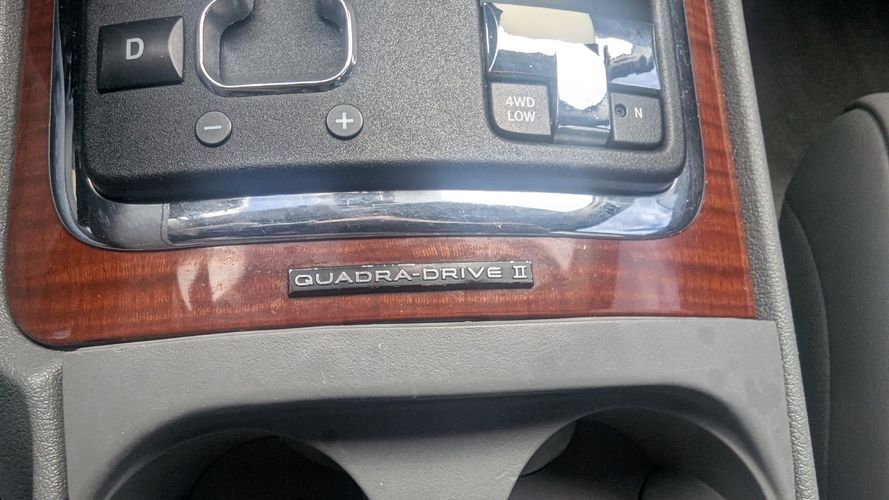 D
− +
4WD
LOW
N
QUADRA-DRIVE II